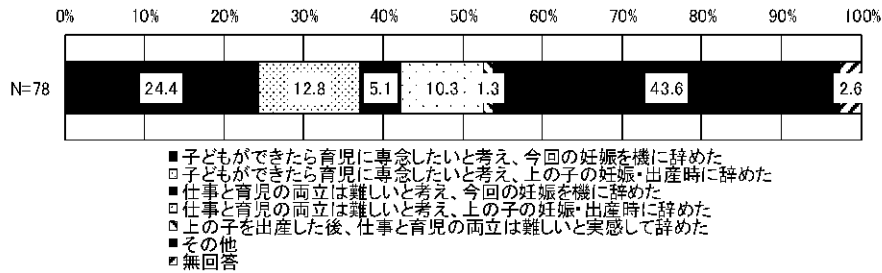 0% 10% 20% 30% 40% 50% 60% 70% 80% 90% 100%
N=78 24.4 12.8 5.1 10.3 1.3 43.6 2.6
子どもができたら育児に専念したいと考え、今回の妊娠を機に辞めた
子どもができたら育児に専念したいと考え、上の子の妊娠・出産時に辞めた
仕事と育児の両立は難しいと考え、今回の妊娠を機に辞めた
仕事と育児の両立は難しいと考え、上の子の妊娠・出産時に辞めた
上の子を出産した後、仕事と育児の両立は難しいと実感して辞めた
その他
無回答